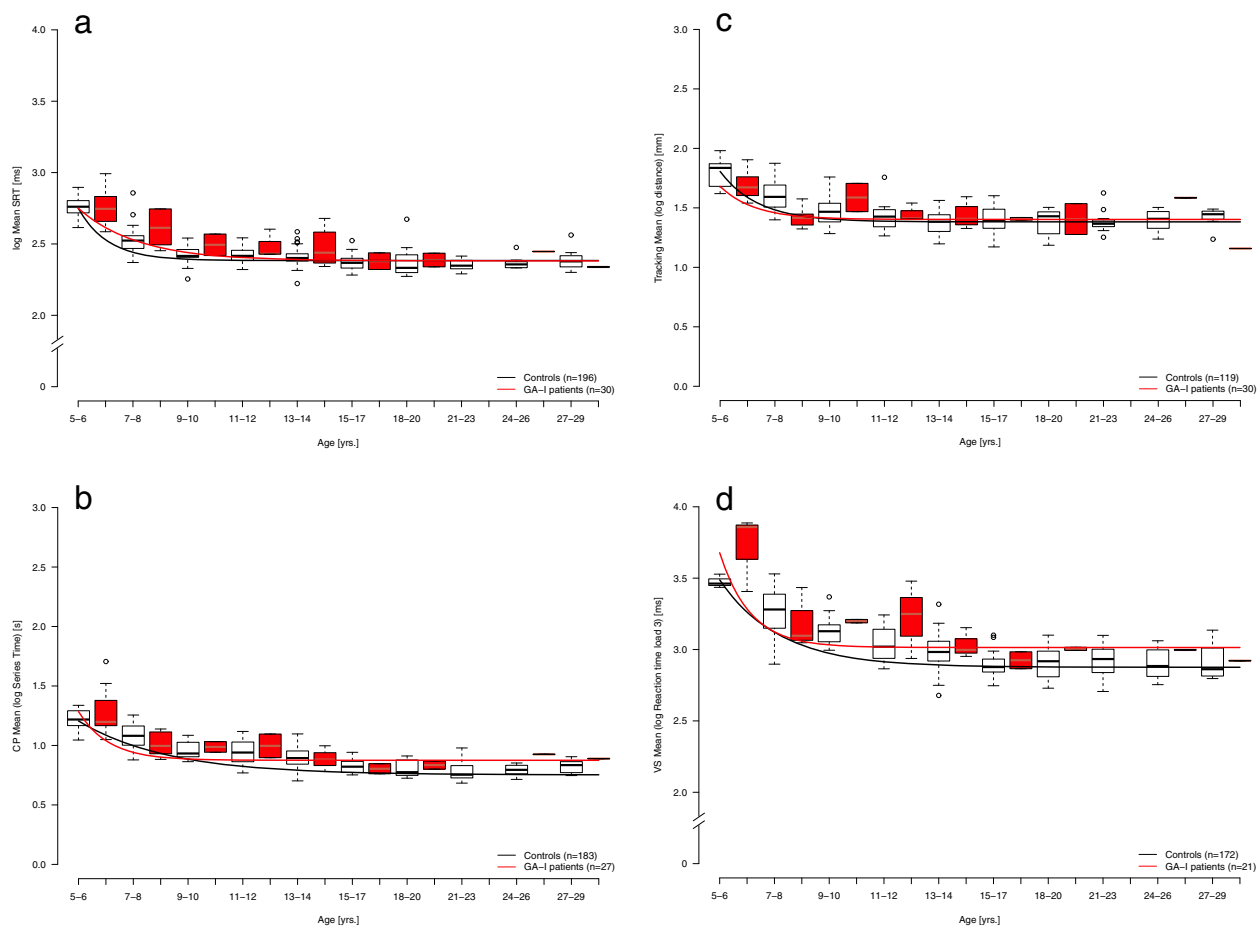 a
4.0
3.5
3.0
2.5
2.0
0
log Mean SRT [ms]
Controls (n=196)
GA−I patients (n=30)
5−6 7−8 9−10 11−12 13−14 15−17 18−20 21−23 24−26 27−29
Age [yrs.]
c
3.0
2.5
2.0
1.5
1.0
0.5
0.0
Tracking Mean (log distance) [mm]
Controls (n=119)
GA−I patients (n=30)
5−6 7−8 9−10 11−12 13−14 15−17 18−20 21−23 24−26 27−29
Age [yrs.]
b
3.0
2.5
2.0
1.5
1.0
0.5
0.0
CP Mean (log Series Time) [s]
Controls (n=183)
GA−I patients (n=27)
5−6 7−8 9−10 11−12 13−14 15−17 18−20 21−23 24−26 27−29
Age [yrs.]
d
4.0
3.5
3.0
2.5
2.0
0
VS Mean (log Reaction time load 3) [ms]
Controls (n=172)
GA−I patients (n=21)
5−6 7−8 9−10 11−12 13−14 15−17 18−20 21−23 24−26 27−29
Age [yrs.]